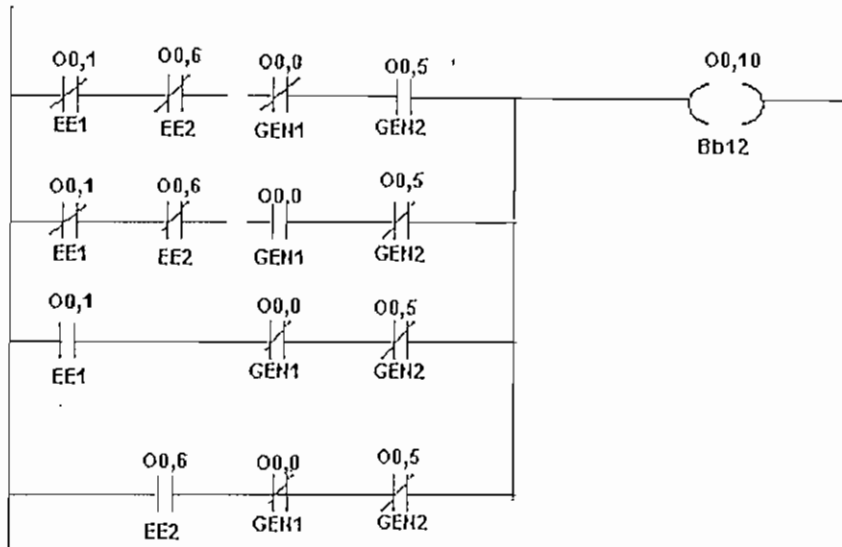 O0,1 O0,6 O0,0 O0,5 O0,10
EE1 EE2 GEN1 GEN2 Bb12
O0,1 O0,6 O0,0 O0,5
EE1 EE2 GEN1 GEN2
O0,1 O0,0 O0,5
EE1 GEN1 GEN2
O0,6 O0,0 O0,5
EE2 GEN1 GEN2